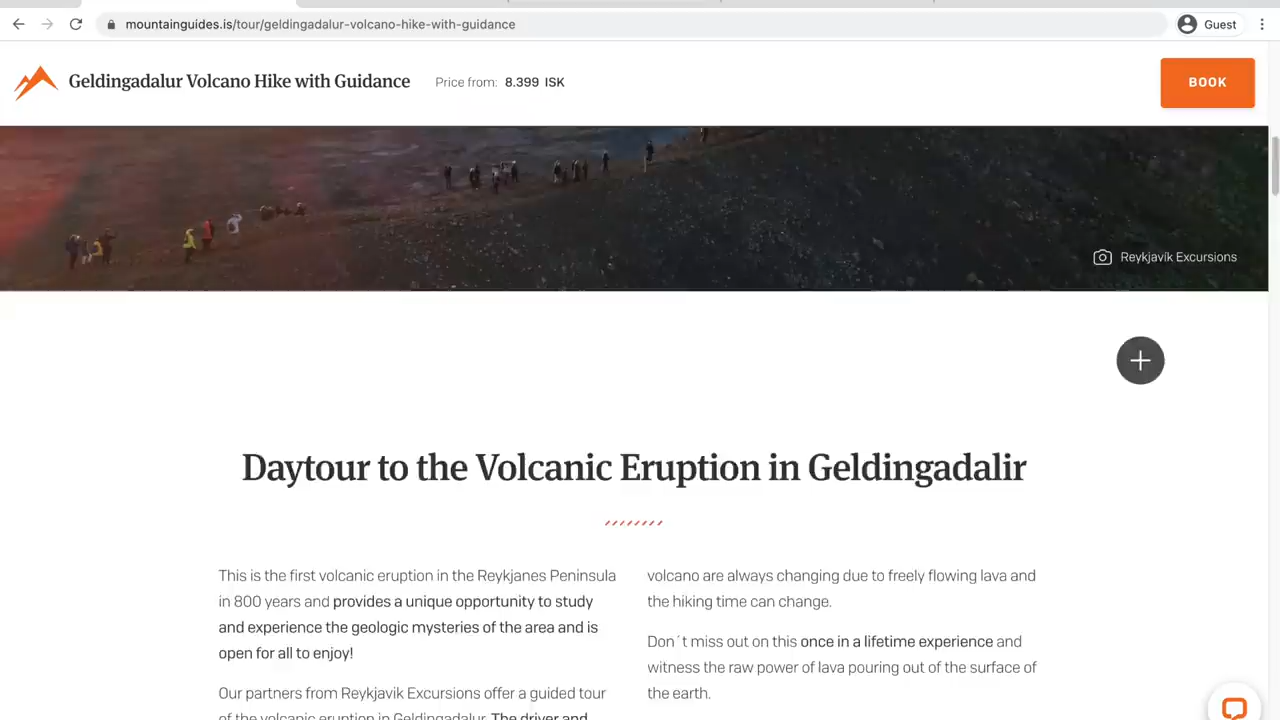 mountainguides.is/tour/geldingadalur-volcano-hike-with-guidance
Guest
Geldingadalur Volcano Hike with Guidance
Price from: 8.399 ISK
BOOK
Reykjavík Excursions
Daytour to the Volcanic Eruption in Geldingadalir
This is the first volcanic eruption in the Reykjanes Peninsula
in 800 years and provides a unique opportunity to study
and experience the geologic mysteries of the area and is
open for all to enjoy!
Our partners from Reykjavik Excursions offer a guided tour
of the volcanic eruption in Geldingadalur. The driver and
volcano are always changing due to freely flowing lava and
the hiking time can change.
Don´t miss out on this once in a lifetime experience and
witness the raw power of lava pouring out of the surface of
the earth.